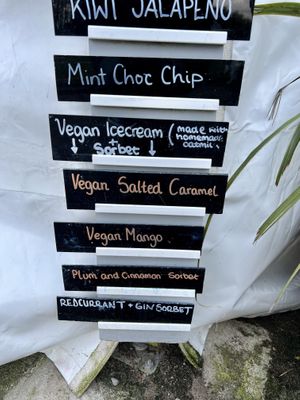 KIWI JALAPENO
Mint Choc Chip
Vegan Icecream (made with
↓ + Sorbet ↓ homemade
oatmilk)
Vegan Salted Caramel
Vegan Mango
Plum and Cinnamon Sorbet
REDCURRANT + GIN SORBET